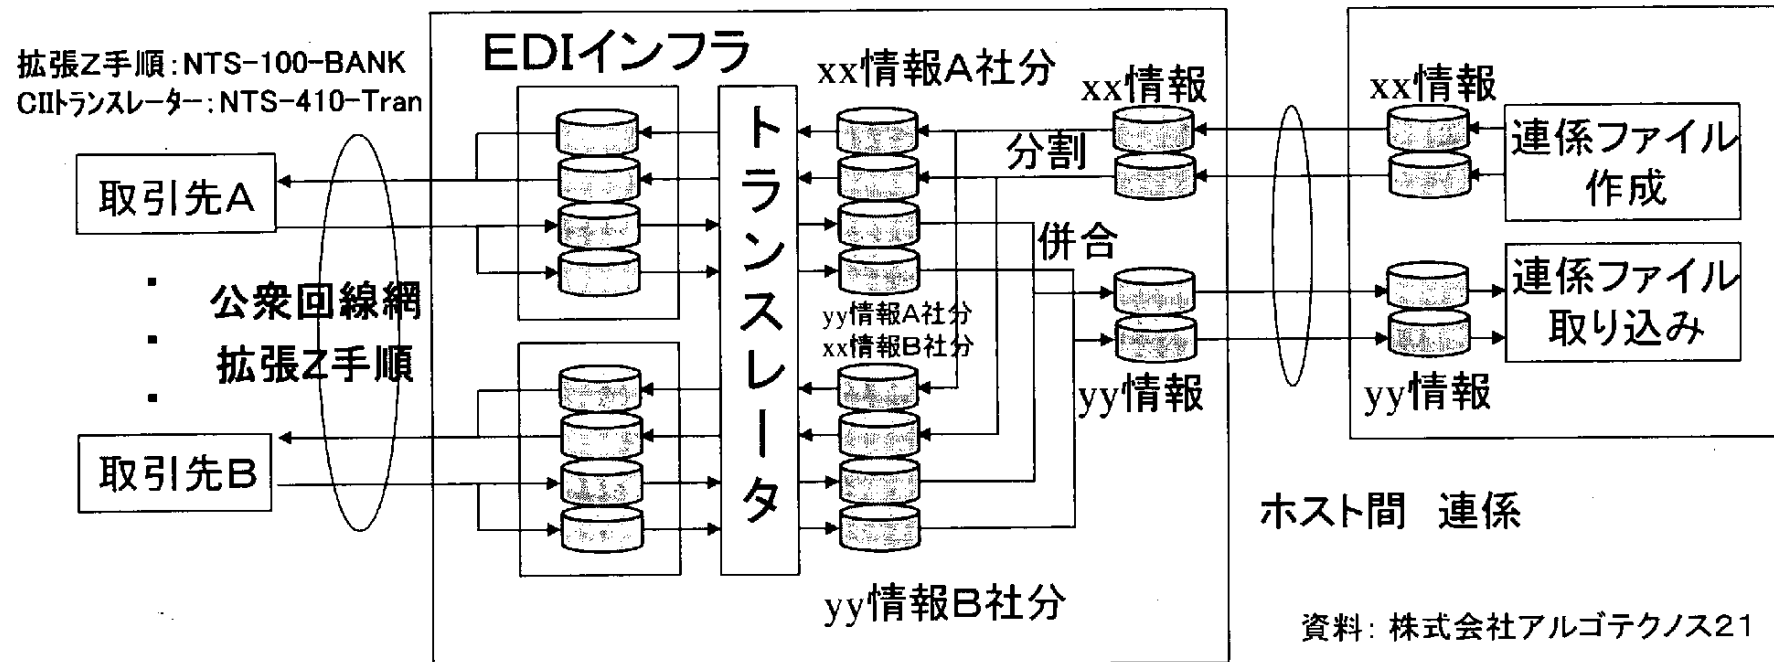 拡張Z手順:NTS-100-BANK
CIIトランスレーター:NTS-410-Tran
EDIインフラ
xx情報A社分
xx情報
xx情報
トランスレータ
分割
連係ファイル
作成
取引先A
併合
公衆回線網
拡張Z手順
yy情報A社分
xx情報B社分
連係ファイル
取り込み
yy情報
yy情報
取引先B
ホスト間 連係
yy情報B社分
資料: 株式会社アルゴテクノス21